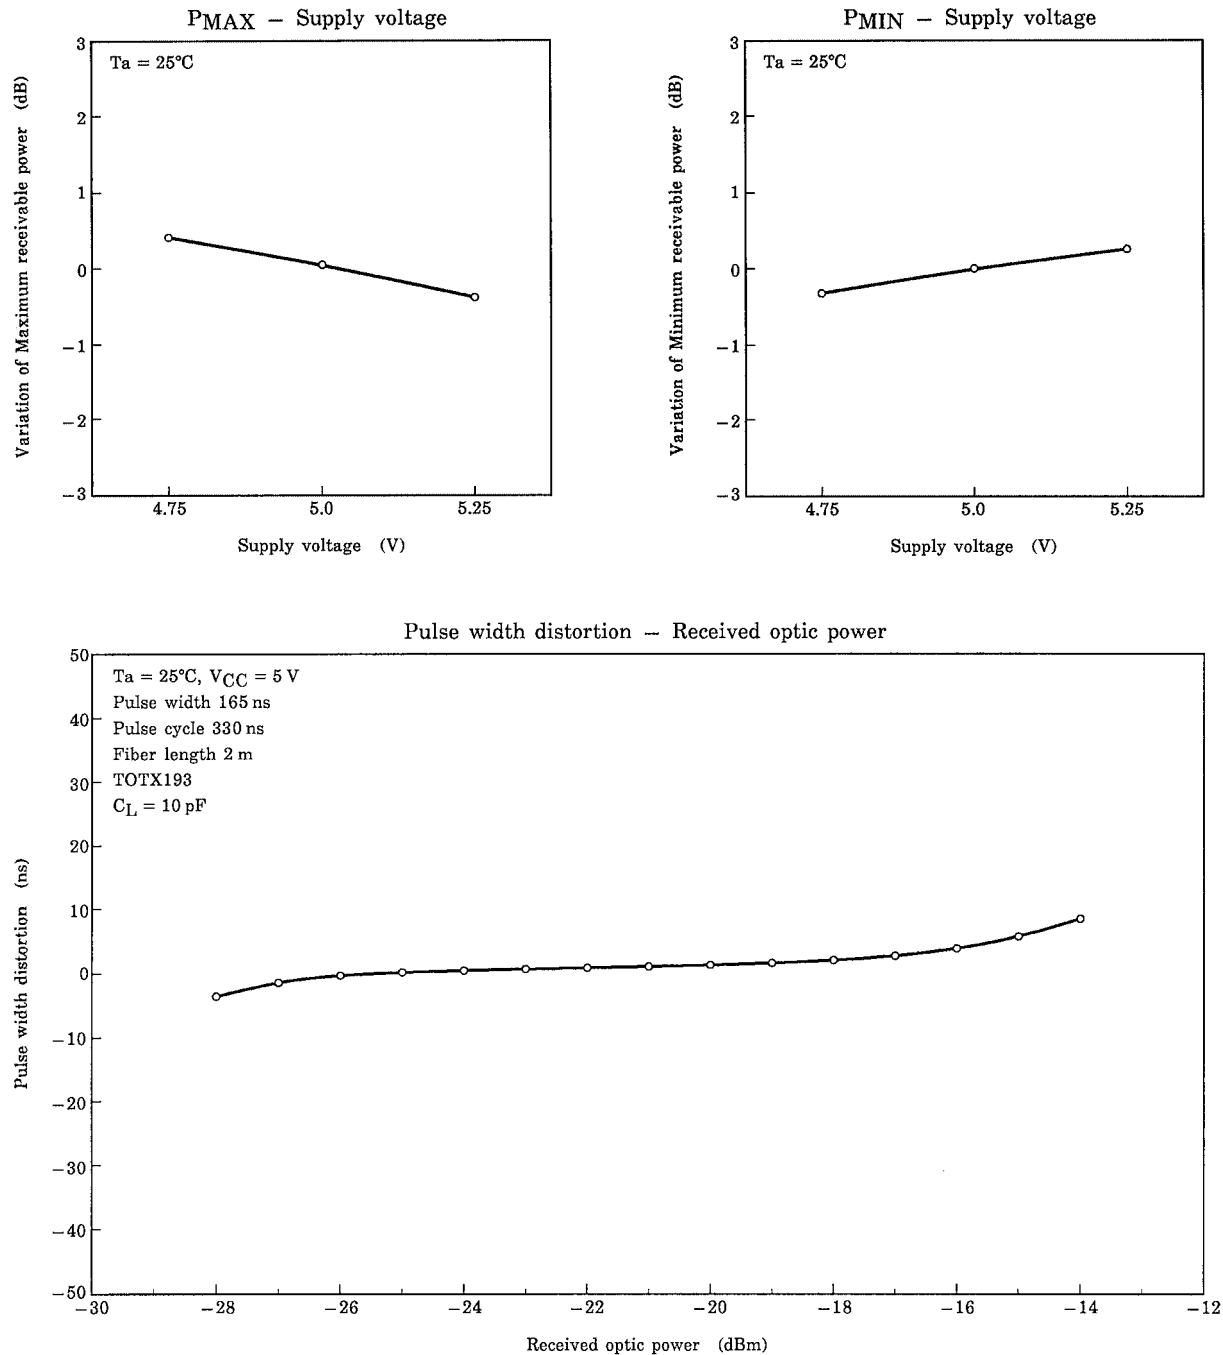 PMAX – Supply voltage
Ta = 25°C
3
2
1
0
−1
−2
−3
4.75 5.0 5.25
Variation of Maximum receivable power (dB)
Supply voltage (V)
PMIN – Supply voltage
Ta = 25°C
3
2
1
0
−1
−2
−3
4.75 5.0 5.25
Variation of Minimum receivable power (dB)
Supply voltage (V)
Pulse width distortion – Received optic power
Ta = 25°C, VCC = 5 V
Pulse width 165 ns
Pulse cycle 330 ns
Fiber length 2 m
TOTX193
CL = 10 pF
50
40
30
20
10
0
−10
−20
−30
−40
−50
−30 −28 −26 −24 −22 −20 −18 −16 −14 −12
Pulse width distortion (ns)
Received optic power (dBm)